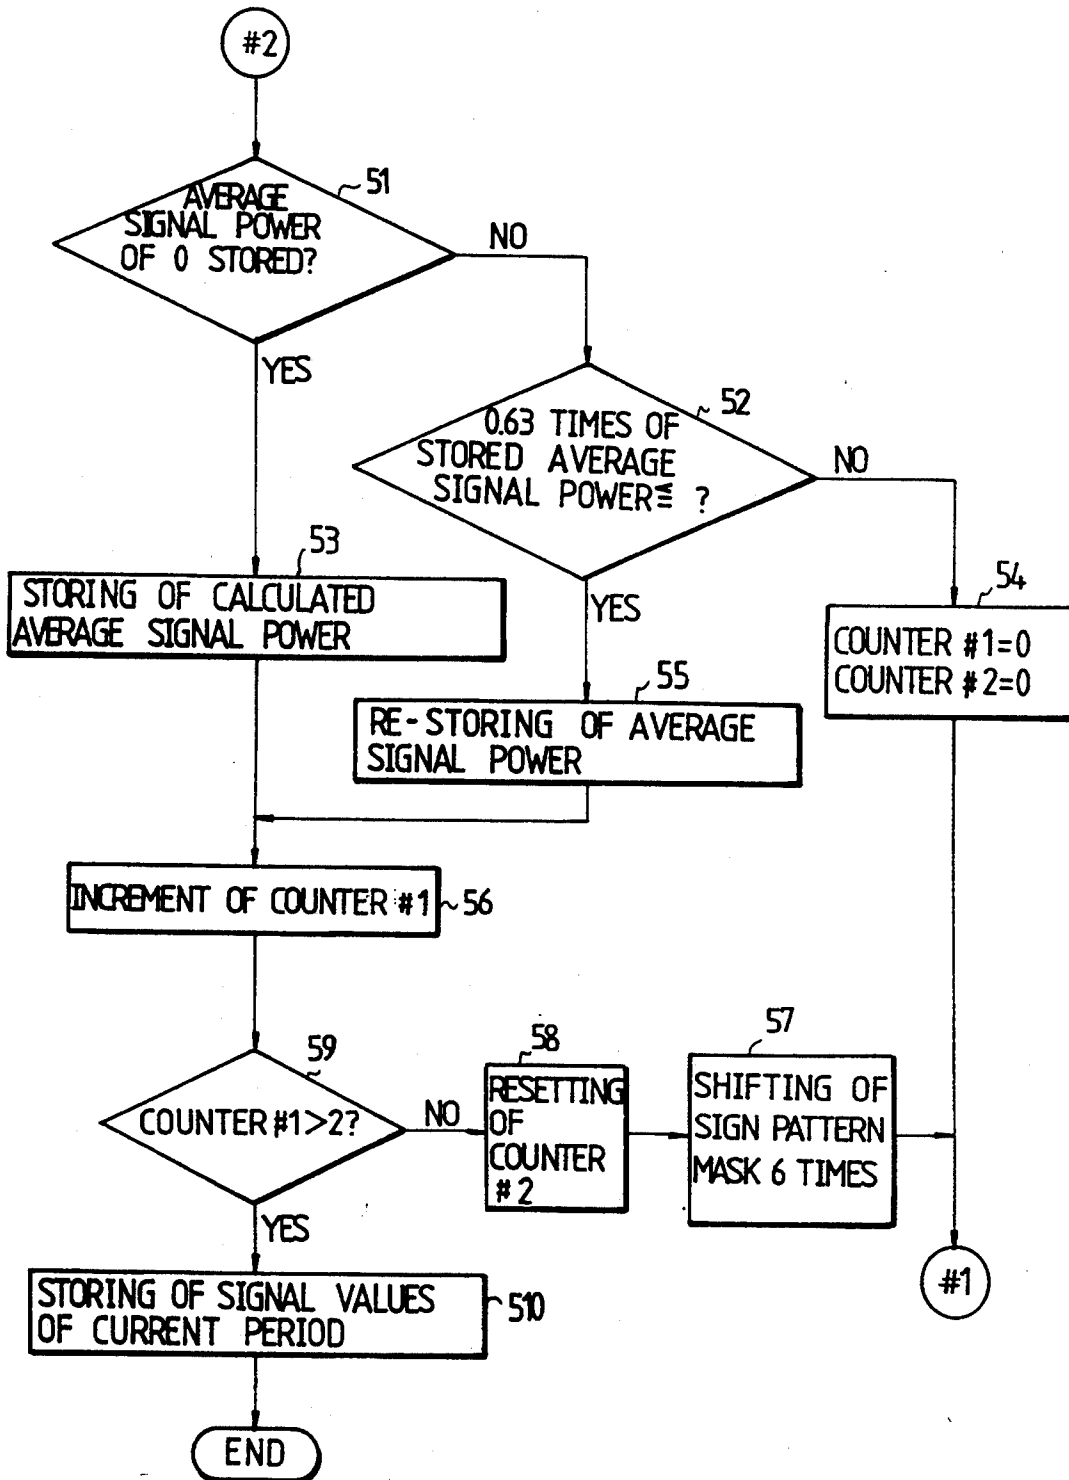 #2
51
AVERAGE
SIGNAL POWER
OF 0 STORED?
NO
YES
52
0.63 TIMES OF
STORED AVERAGE
SIGNAL POWER≦ ?
NO
YES
53
STORING OF CALCULATED
AVERAGE SIGNAL POWER
54
COUNTER #1=0
COUNTER #2=0
55
RE-STORING OF AVERAGE
SIGNAL POWER
INCREMENT OF COUNTER #1
56
59
COUNTER #1>2?
NO
YES
58
RESETTING
OF
COUNTER
#2
57
SHIFTING OF
SIGN PATTERN
MASK 6 TIMES
#1
STORING OF SIGNAL VALUES
OF CURRENT PERIOD
510
END